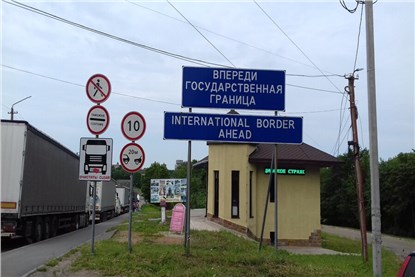 ВПЕРЕДИ
ГОСУДАРСТВЕННАЯ
ГРАНИЦА
INTERNATIONAL BORDER
AHEAD
10
20м